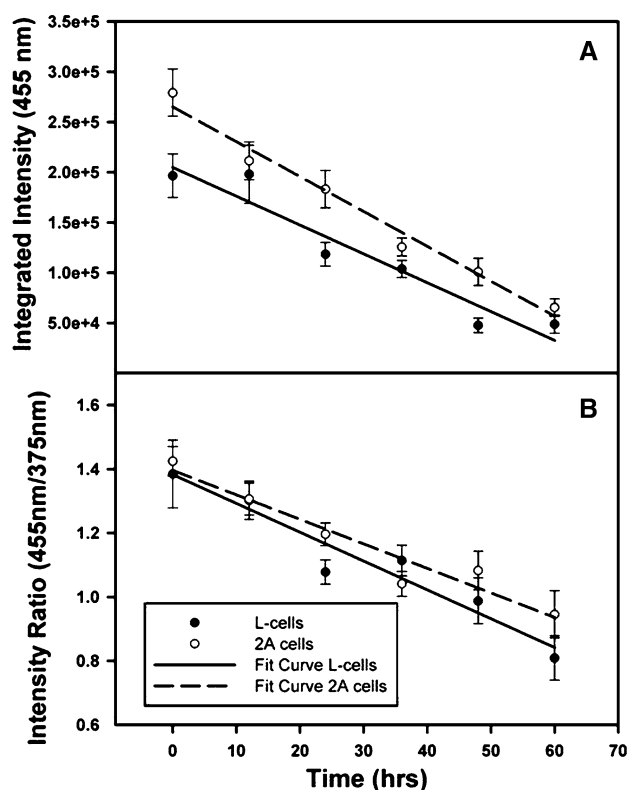 A
Integrated Intensity (455 nm)
3.5e+5
3.0e+5
2.5e+5
2.0e+5
1.5e+5
1.0e+5
5.0e+4
B
Intensity Ratio (455nm/375nm)
1.6
1.4
1.2
1.0
0.8
0.6
L-cells
2A cells
Fit Curve L-cells
Fit Curve 2A cells
0 10 20 30 40 50 60 70
Time (hrs)